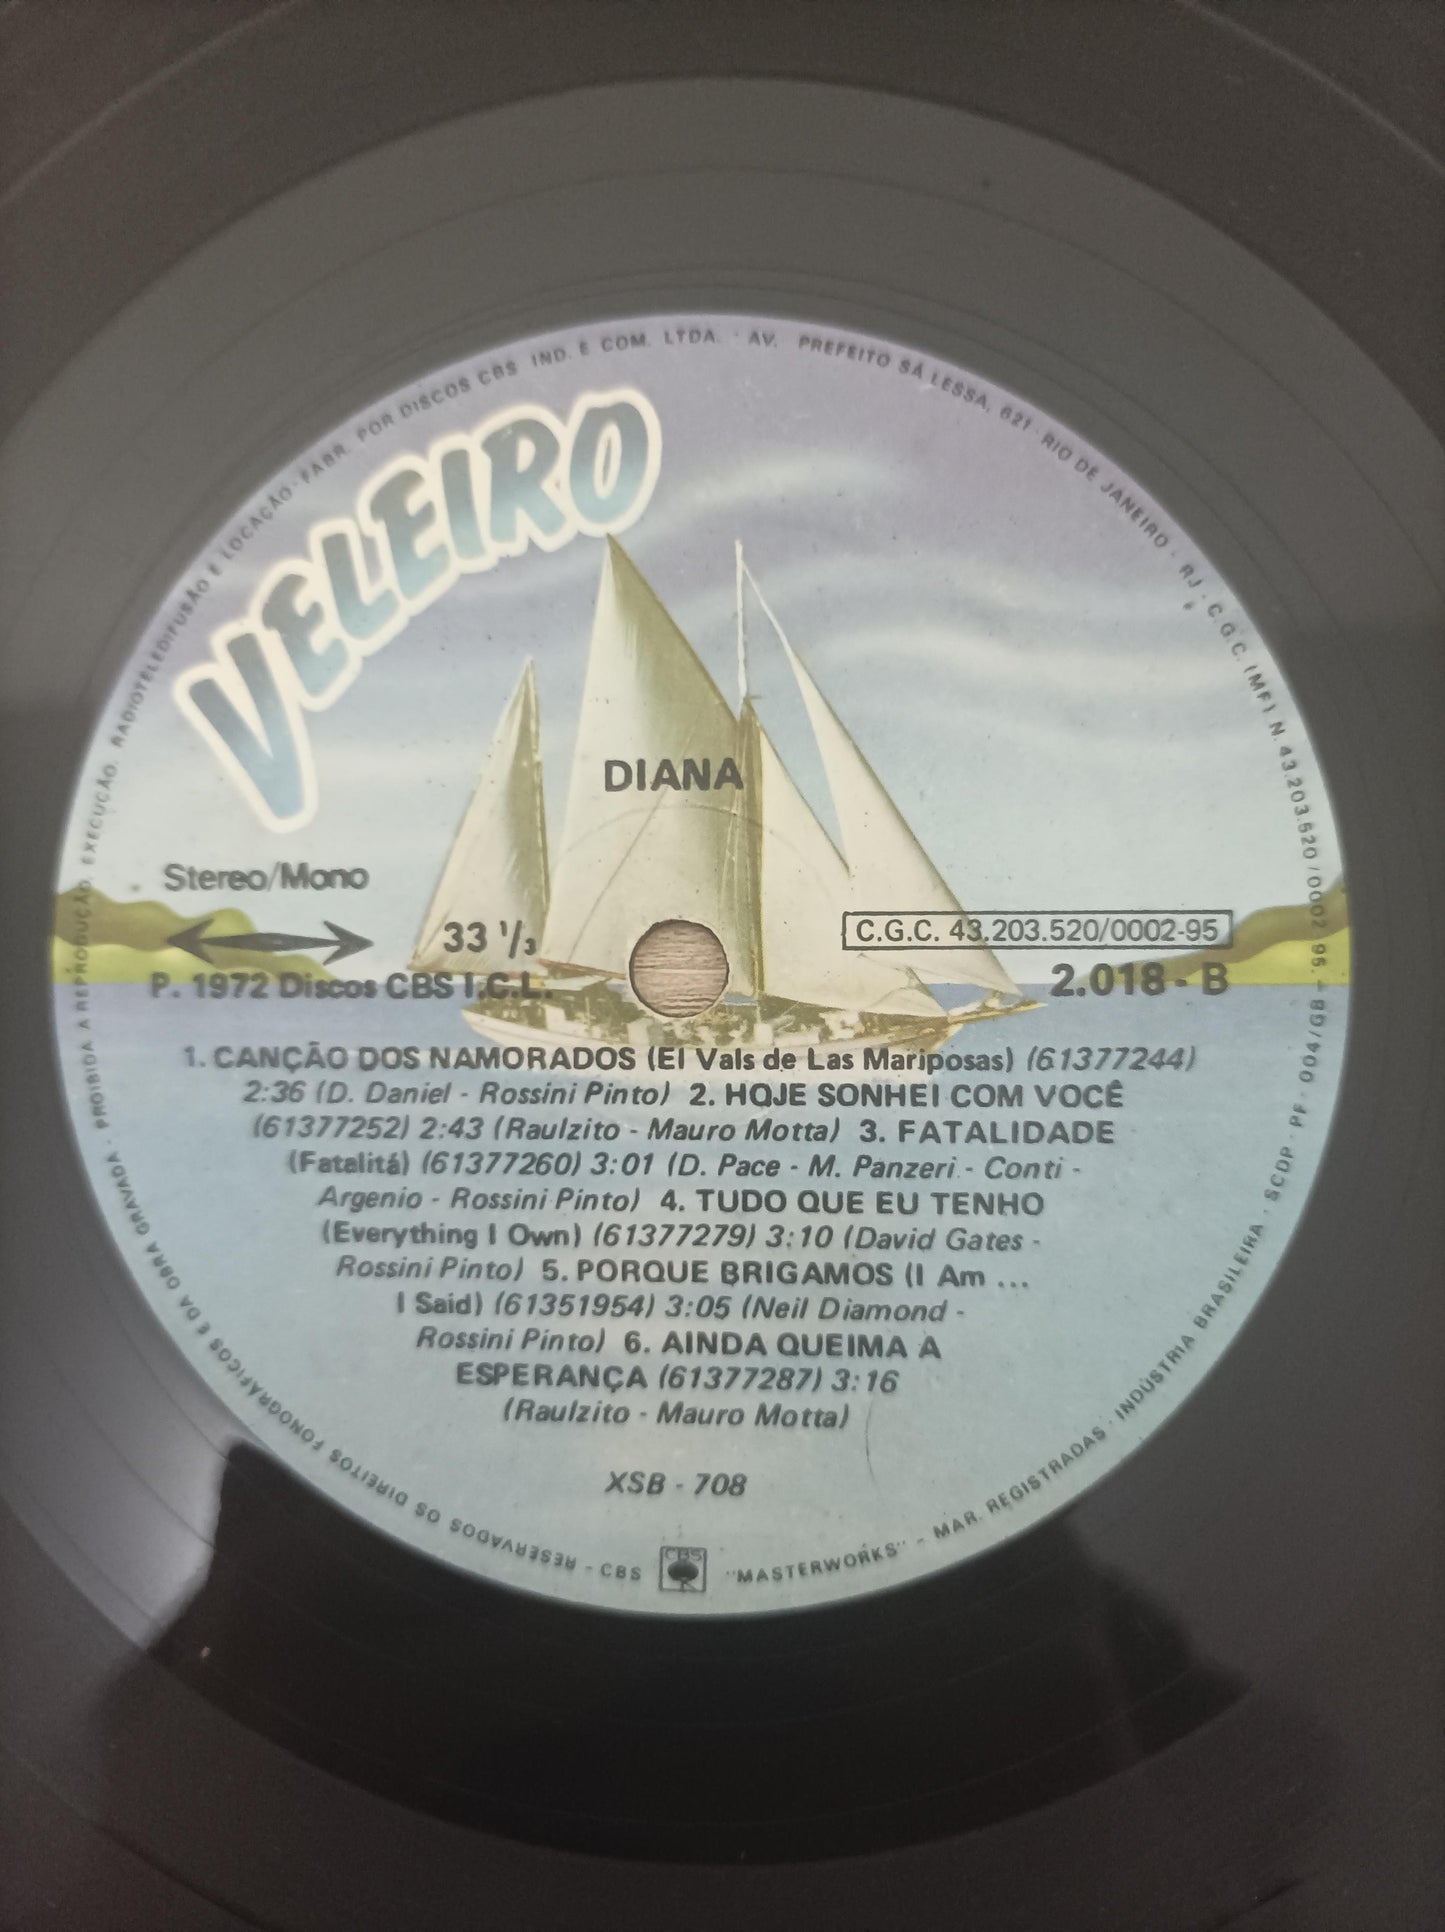 FABR. POR DISCOS CBS IND. E COM. LTDA. · AV. PREFEITO SÁ LESSA, 621 · RIO DE JANEIRO · RJ · C.G.C. (MF) N. 43.203.520/0002-95. -
VELEIRO
DIANA
Stereo/Mono
33 1/3
C.G.C. 43.203.520/0002-95
P. 1972 Discos CBS I.C.L.
2.018 - B
1. CANÇÃO DOS NAMORADOS (El Vals de Las Mariposas) (61377244)
2:36 (D. Daniel - Rossini Pinto) 2. HOJE SONHEI COM VOCÊ
(61377252) 2:43 (Raulzito - Mauro Motta) 3. FATALIDADE
(Fatalitá) (61377260) 3:01 (D. Pace - M. Panzeri - Conti -
Argenio - Rossini Pinto) 4. TUDO QUE EU TENHO
(Everything I Own) (61377279) 3:10 (David Gates -
Rossini Pinto) 5. PORQUE BRIGAMOS (I Am ...
I Said) (61351954) 3:05 (Neil Diamond -
Rossini Pinto) 6. AINDA QUEIMA A
ESPERANÇA (61377287) 3:16
(Raulzito - Mauro Motta)
XSB - 708
SCDP · PF · 004/GB · INDÚSTRIA BRASILEIRA · MAR. REGISTRADAS - "MASTERWORKS"
CBS
CBS - RESERVADOS OS DIREITOS FONOGRÁFICOS E DA OBRA GRAVADA · PROIBIDA A REPRODUÇÃO, EXECUÇÃO, RADIOTELEDIFUSÃO E LOCAÇÃO ·